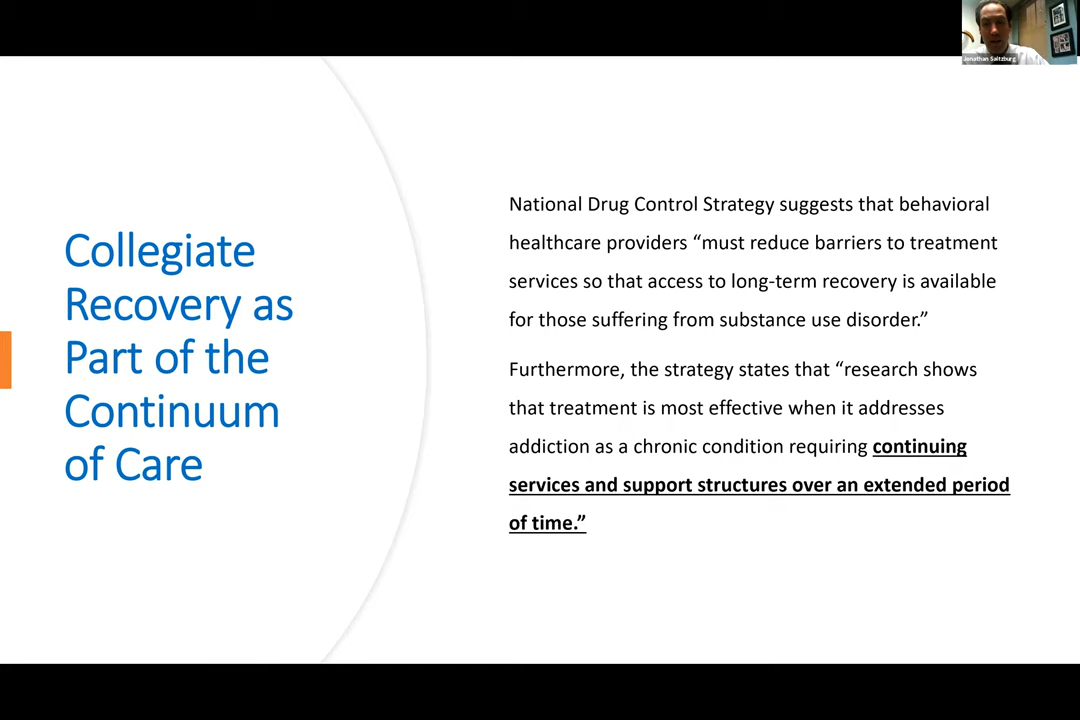 Jonathan Saltzburg
Collegiate
Recovery as
Part of the
Continuum
of Care
National Drug Control Strategy suggests that behavioral
healthcare providers “must reduce barriers to treatment
services so that access to long-term recovery is available
for those suffering from substance use disorder.”
Furthermore, the strategy states that “research shows
that treatment is most effective when it addresses
addiction as a chronic condition requiring continuing
services and support structures over an extended period
of time.”